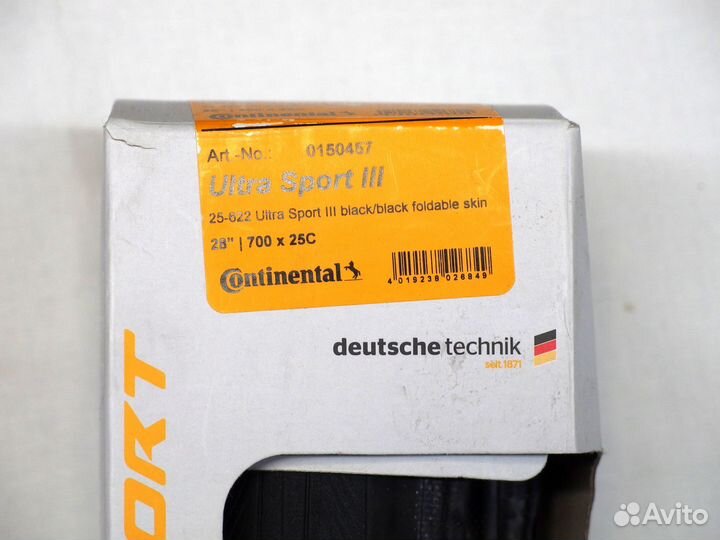 Continental
Art.-No.: 0150457
Ultra Sport III
25-622 Ultra Sport III black/black foldable skin
28" | 700 x 25C
Continental
4 019238 026849
deutsche technik
seit 1871
ORT
Avito